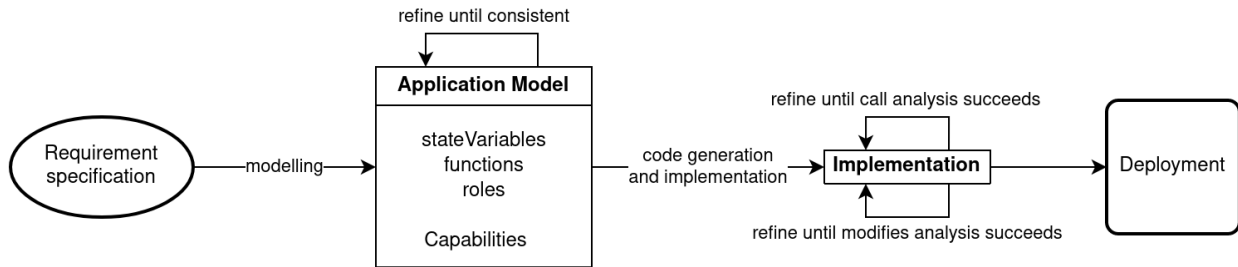 refine until consistent
Application Model
stateVariables
functions
roles
Capabilities
Requirement
specification
modelling
code generation
and implementation
refine until call analysis succeeds
Implementation
refine until modifies analysis succeeds
Deployment